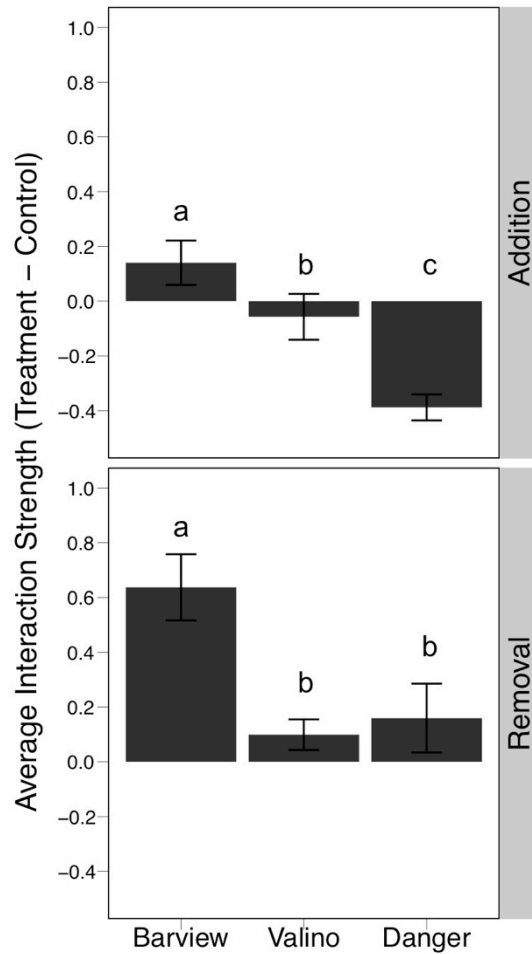 Average Interaction Strength (Treatment – Control)
1.0
0.8
0.6
0.4
0.2
0.0
−0.2
−0.4
a
b
c
Addition
1.0
0.8
0.6
0.4
0.2
0.0
−0.2
−0.4
a
b
b
Removal
Barview Valino Danger